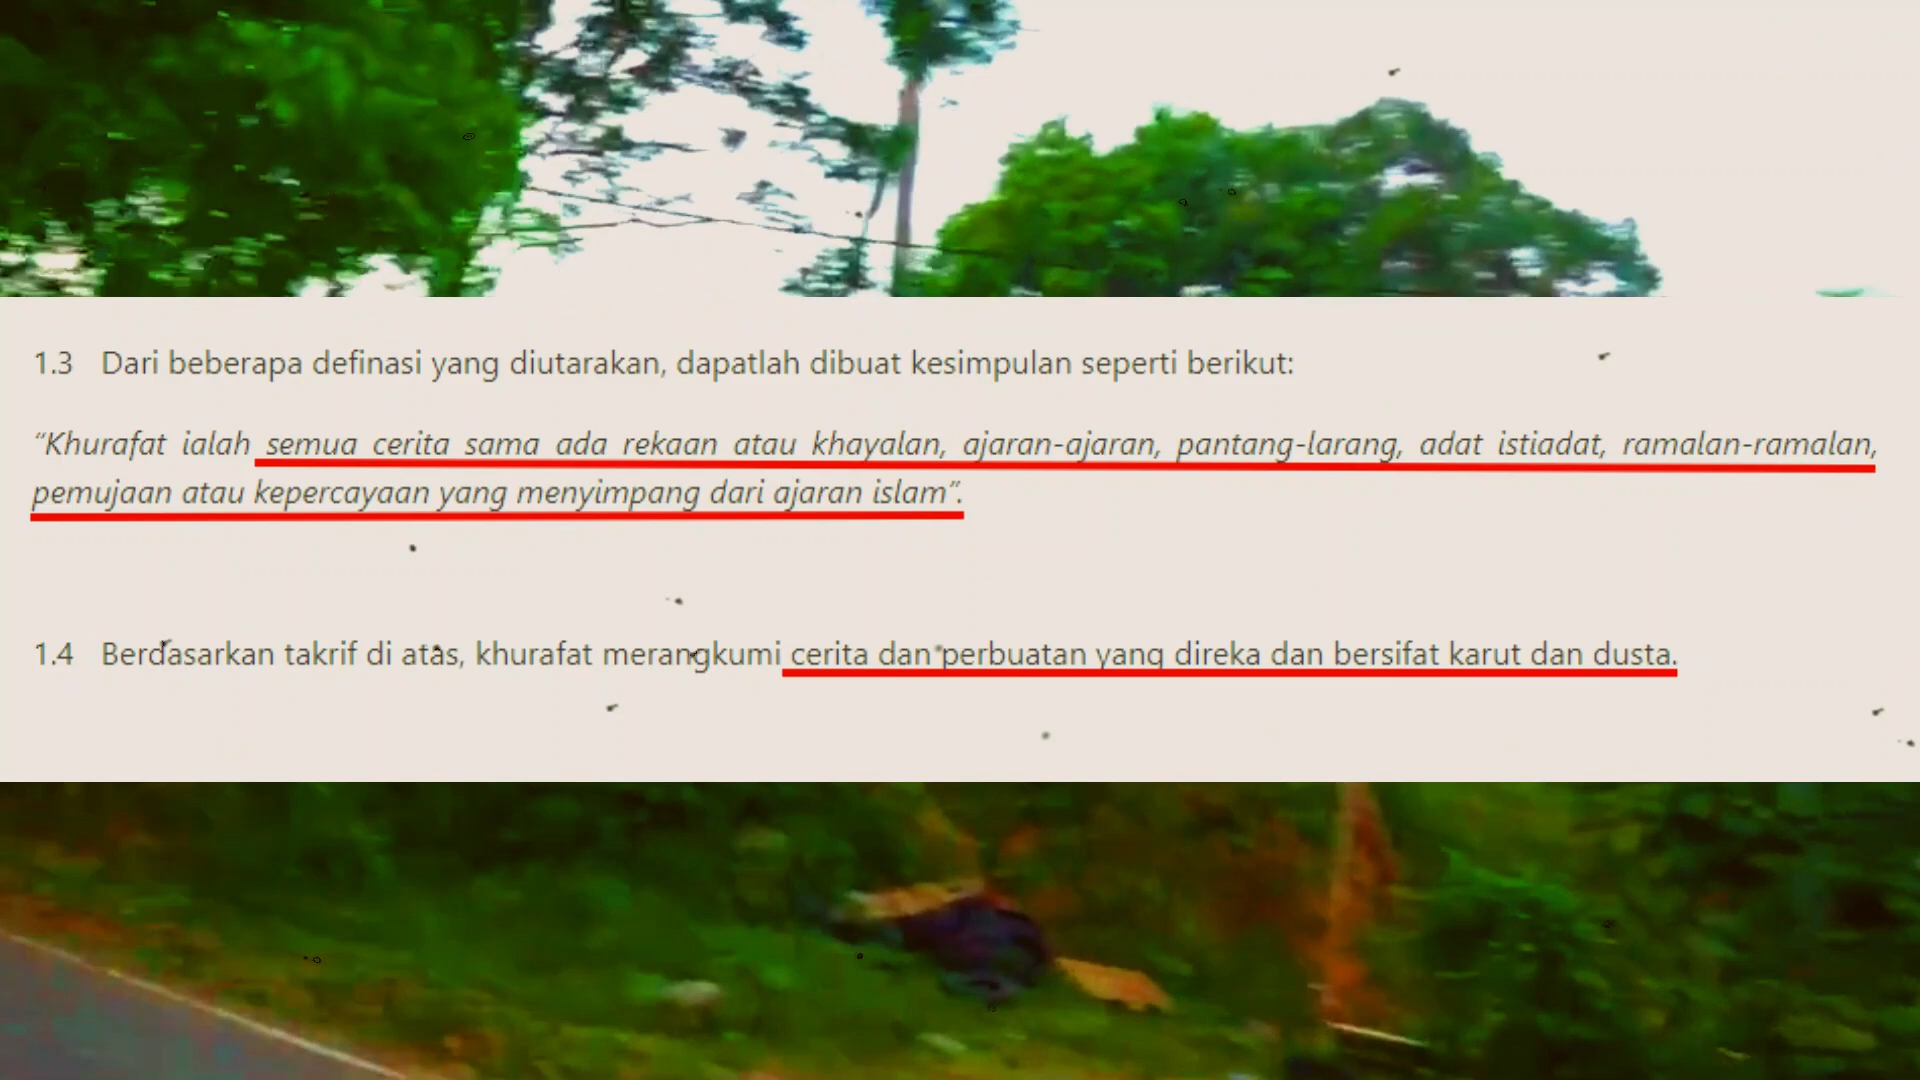 1.3 Dari beberapa definasi yang diutarakan, dapatlah dibuat kesimpulan seperti berikut:
“Khurafat ialah semua cerita sama ada rekaan atau khayalan, ajaran-ajaran, pantang-larang, adat istiadat, ramalan-ramalan,
pemujaan atau kepercayaan yang menyimpang dari ajaran islam”.
1.4 Berdasarkan takrif di atas, khurafat merangkumi cerita dan perbuatan yang direka dan bersifat karut dan dusta.